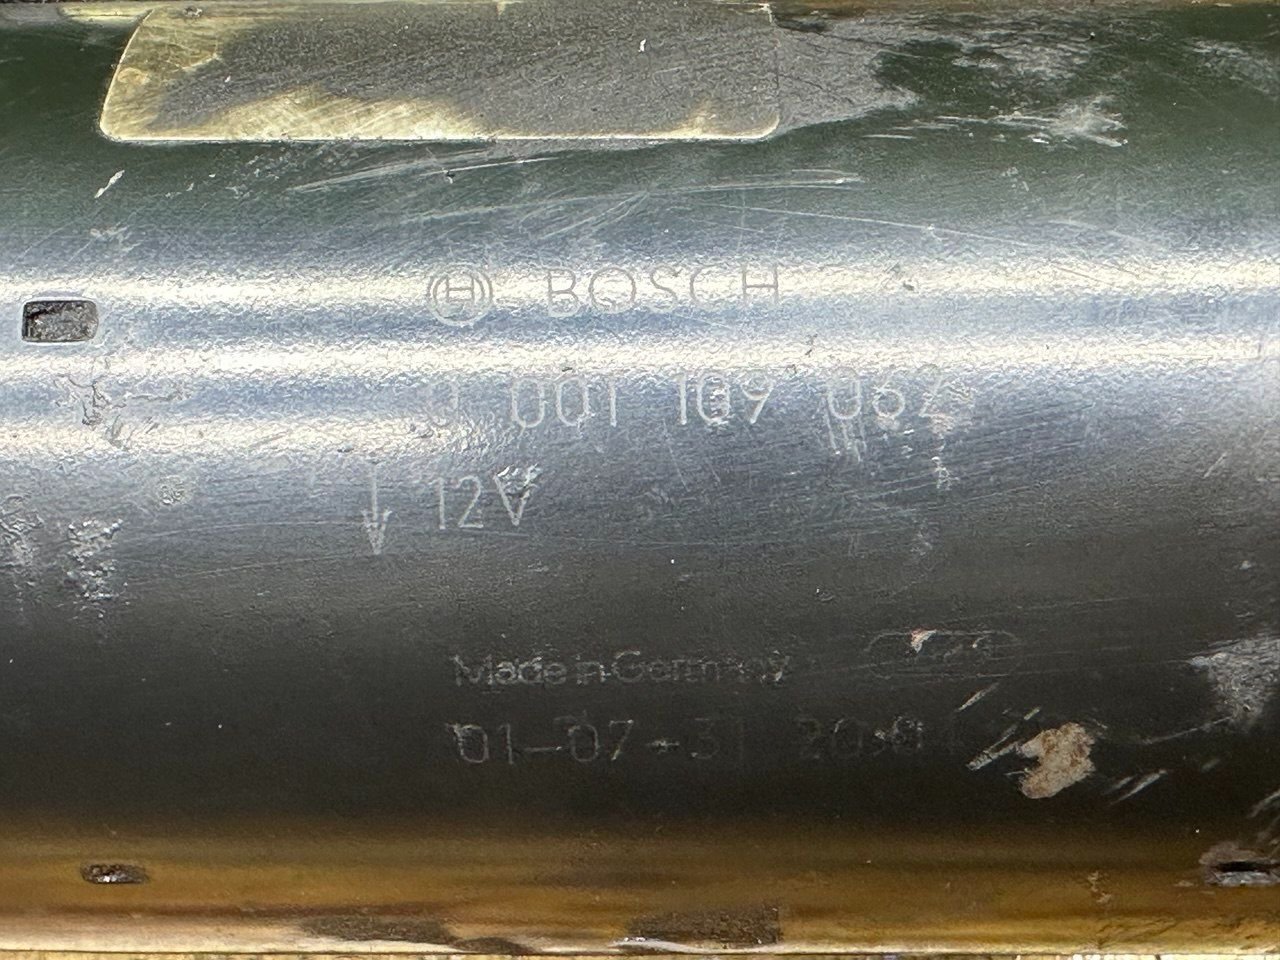 BOSCH
0 001 109 062
12V
Made in Germany
01-07-31